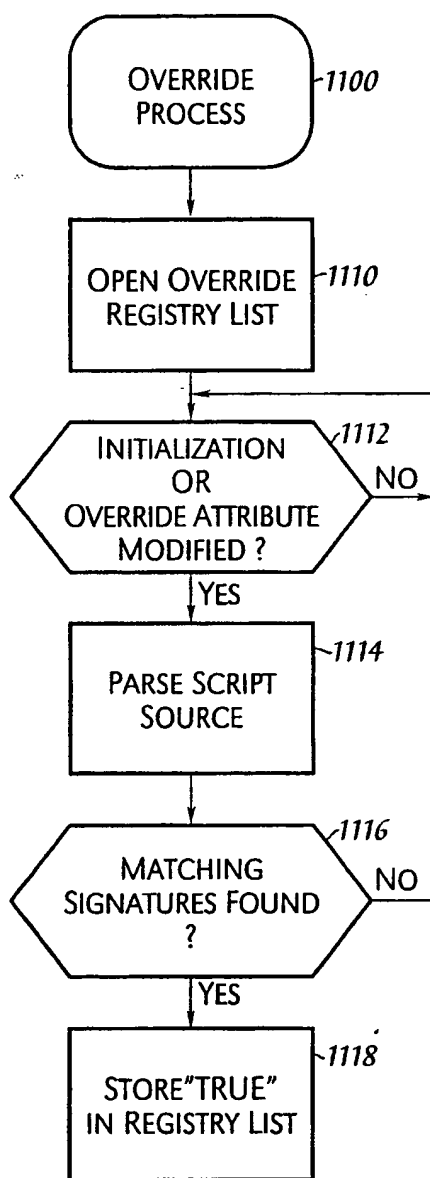 OVERRIDE
PROCESS
1100
OPEN OVERRIDE
REGISTRY LIST
1110
INITIALIZATION
OR
OVERRIDE ATTRIBUTE
MODIFIED ?
1112
NO
YES
PARSE SCRIPT
SOURCE
1114
MATCHING
SIGNATURES FOUND
?
1116
NO
YES
STORE"TRUE"
IN REGISTRY LIST
1118